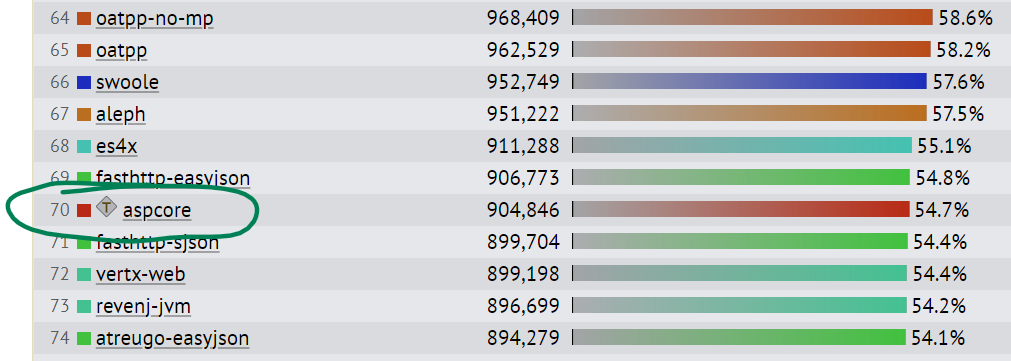 64 oatpp-no-mp 968,409 58.6%
65 oatpp 962,529 58.2%
66 swoole 952,749 57.6%
67 aleph 951,222 57.5%
68 es4x 911,288 55.1%
69 fasthttp-easyjson 906,773 54.8%
70 T aspcore 904,846 54.7%
71 fasthttp-sjson 899,704 54.4%
72 vertx-web 899,198 54.4%
73 revenj-jvm 896,699 54.2%
74 atreugo-easyjson 894,279 54.1%